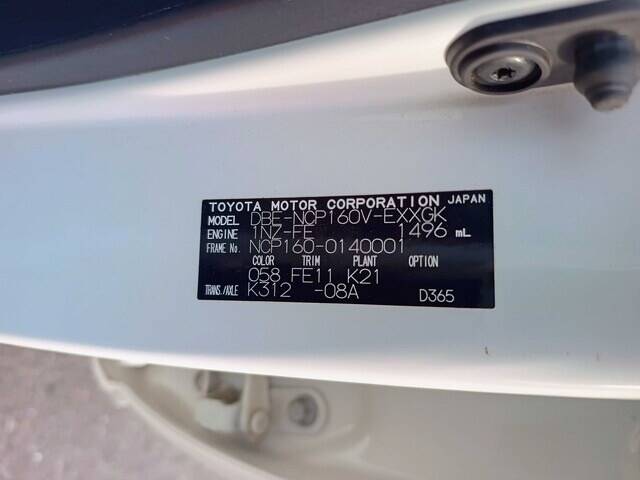 TOYOTA MOTOR CORPORATION JAPAN
MODEL DBE-NCP160V-EXXGK
ENGINE 1NZ-FE 1496 mL
FRAME No. NCP160-0140001
COLOR TRIM PLANT OPTION
058 FE11 K21
TRANS./AXLE K312 -08A D365